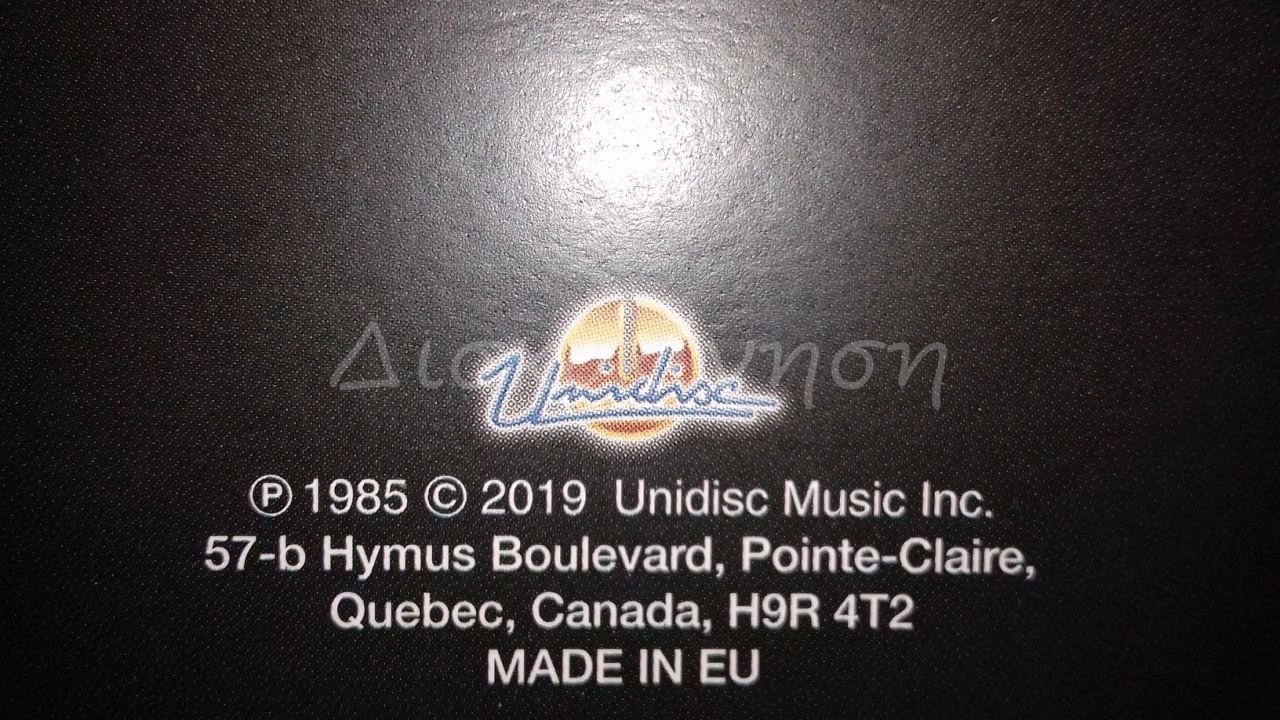 Unidisc
℗ 1985 © 2019 Unidisc Music Inc.
57-b Hymus Boulevard, Pointe-Claire,
Quebec, Canada, H9R 4T2
MADE IN EU